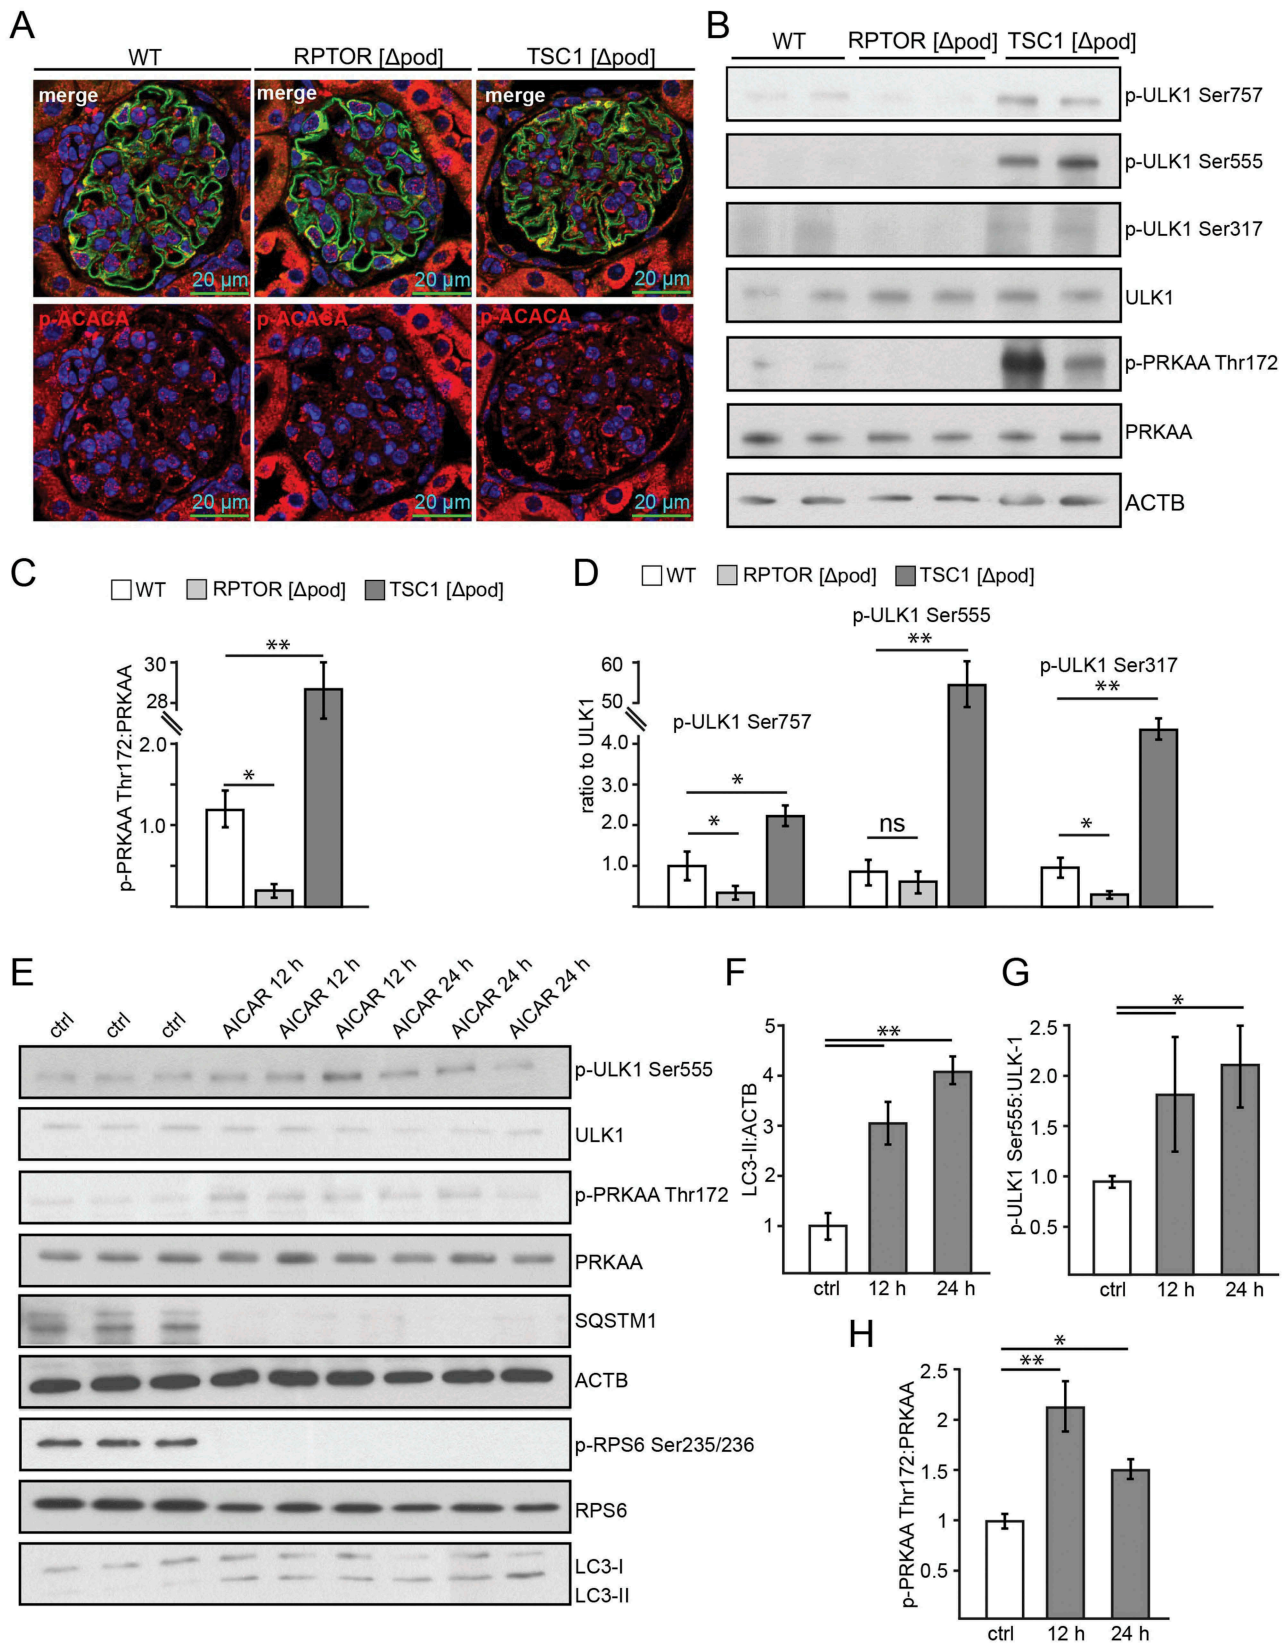 A
WT
RPTOR [Δpod]
TSC1 [Δpod]
merge
merge
merge
20 µm
20 µm
20 µm
p-ACACA
p-ACACA
p-ACACA
20 µm
20 µm
20 µm
B
WT
RPTOR [Δpod]
TSC1 [Δpod]
p-ULK1 Ser757
p-ULK1 Ser555
p-ULK1 Ser317
ULK1
p-PRKAA Thr172
PRKAA
ACTB
C
WT
RPTOR [Δpod]
TSC1 [Δpod]
p-PRKAA Thr172:PRKAA
30
28
2.0
1.0
**
*
D
WT
RPTOR [Δpod]
TSC1 [Δpod]
ratio to ULK1
60
50
4.0
3.0
2.0
1.0
p-ULK1 Ser757
*
*
p-ULK1 Ser555
**
ns
p-ULK1 Ser317
**
*
E
ctrl
ctrl
ctrl
AICAR 12 h
AICAR 12 h
AICAR 12 h
AICAR 24 h
AICAR 24 h
AICAR 24 h
p-ULK1 Ser555
ULK1
p-PRKAA Thr172
PRKAA
SQSTM1
ACTB
p-RPS6 Ser235/236
RPS6
LC3-I
LC3-II
F
LC3-II:ACTB
5
4
3
2
1
**
ctrl
12 h
24 h
G
p-ULK1 Ser555:ULK-1
2.5
2.0
1.5
1.0
0.5
*
ctrl
12 h
24 h
H
p-PRKAA Thr172:PRKAA
2.5
2
1.5
1
0.5
*
**
ctrl
12 h
24 h